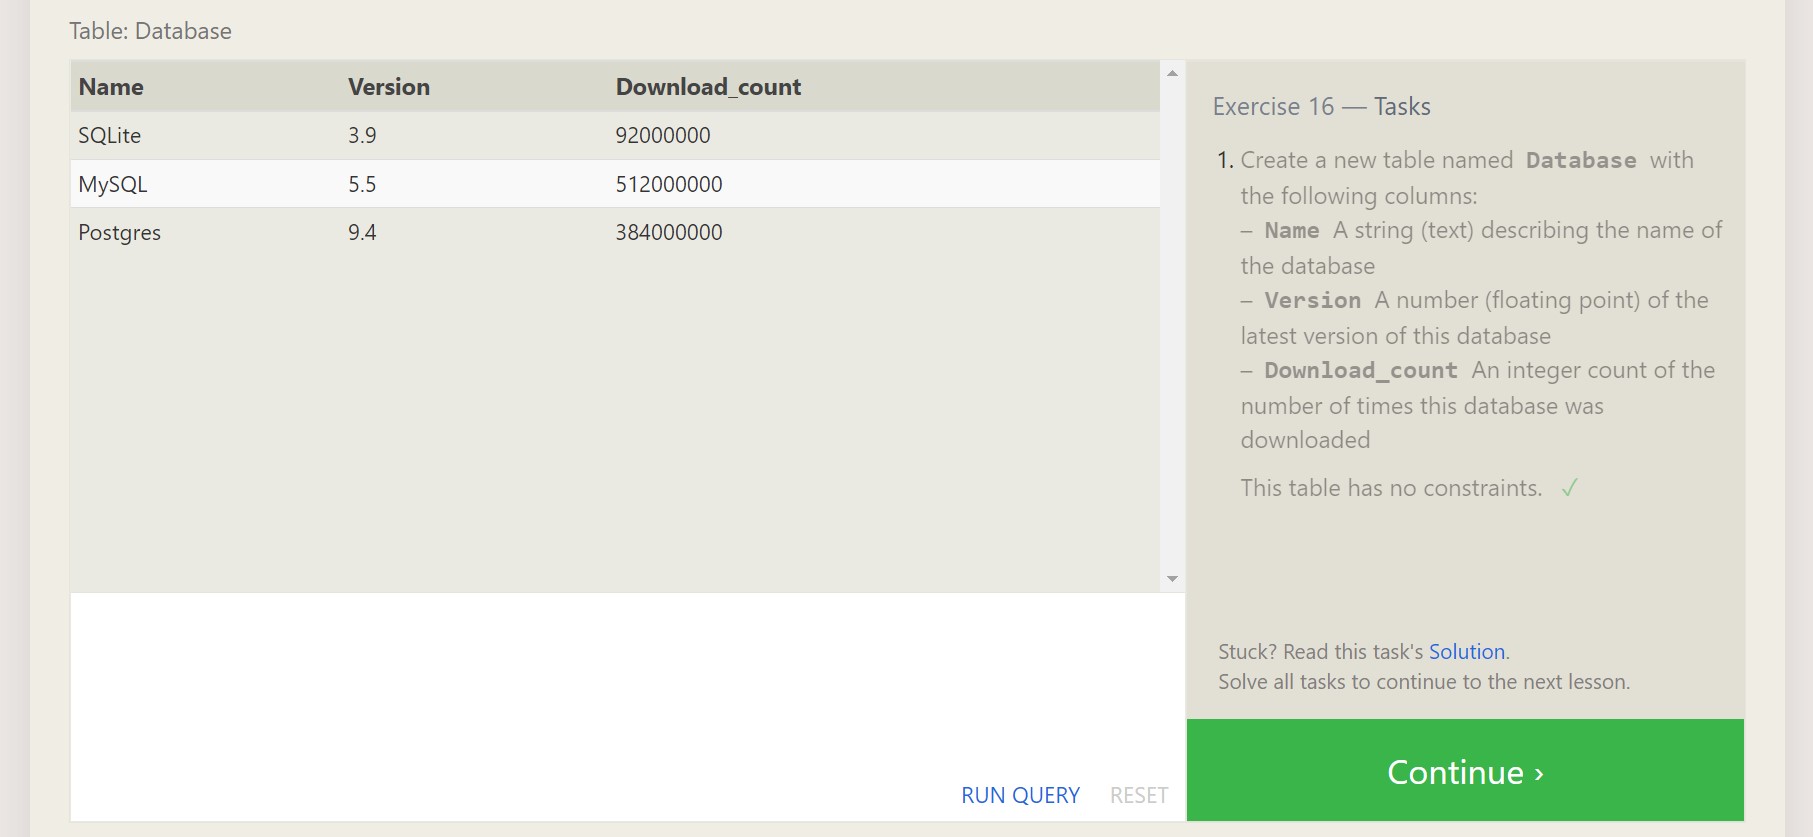 Table: Database
Name Version Download_count
SQLite 3.9 92000000
MySQL 5.5 512000000
Postgres 9.4 384000000
RUN QUERY RESET
Exercise 16 — Tasks
1. Create a new table named Database with
the following columns:
– Name A string (text) describing the name of
the database
– Version A number (floating point) of the
latest version of this database
– Download_count An integer count of the
number of times this database was
downloaded
This table has no constraints. ✓
Stuck? Read this task's Solution.
Solve all tasks to continue to the next lesson.
Continue ›